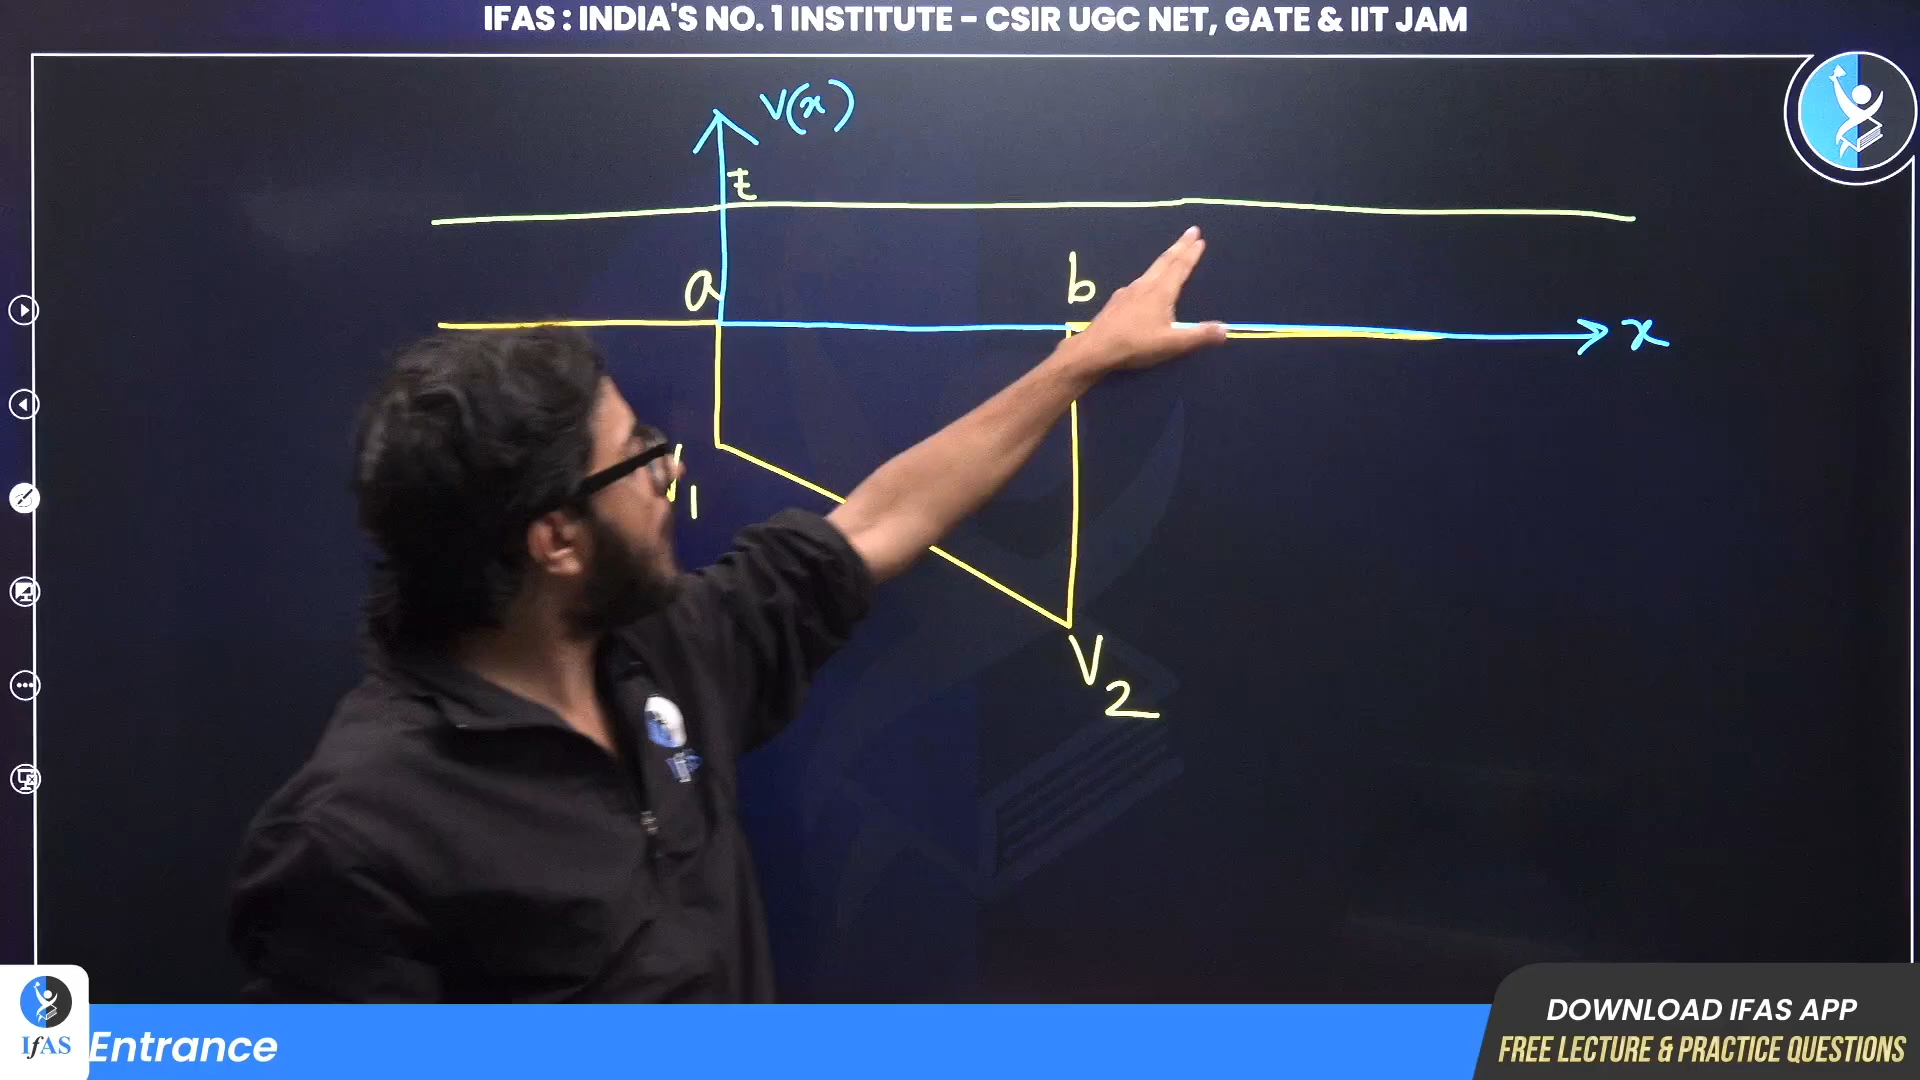 IFAS : INDIA'S NO. 1 INSTITUTE – CSIR UGC NET, GATE & IIT JAM
V(x)
E
a
b
x
V1
V2
IfAS
Entrance
DOWNLOAD IFAS APP
FREE LECTURE & PRACTICE QUESTIONS